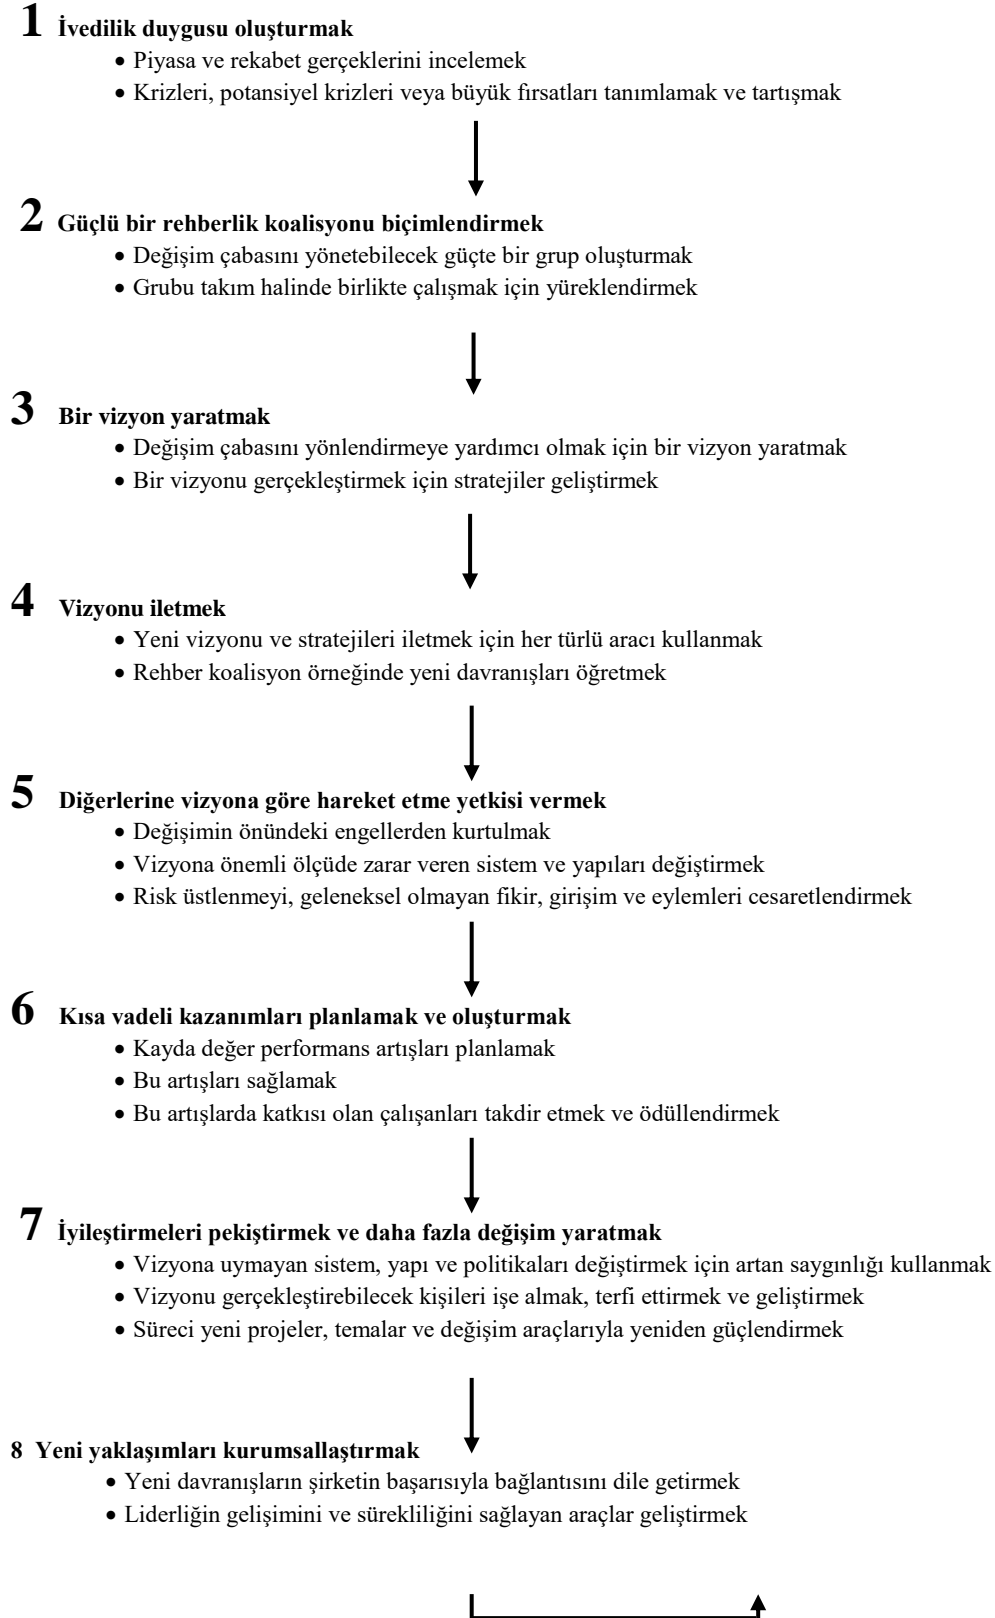 1 İvedilik duygusu oluşturmak
• Piyasa ve rekabet gerçeklerini incelemek
• Krizleri, potansiyel krizleri veya büyük fırsatları tanımlamak ve tartışmak
2 Güçlü bir rehberlik koalisyonu biçimlendirmek
• Değişim çabasını yönetebilecek güçte bir grup oluşturmak
• Grubu takım halinde birlikte çalışmak için yüreklendirmek
3 Bir vizyon yaratmak
• Değişim çabasını yönlendirmeye yardımcı olmak için bir vizyon yaratmak
• Bir vizyonu gerçekleştirmek için stratejiler geliştirmek
4 Vizyonu iletmek
• Yeni vizyonu ve stratejileri iletmek için her türlü aracı kullanmak
• Rehber koalisyon örneğinde yeni davranışları öğretmek
5 Diğerlerine vizyona göre hareket etme yetkisi vermek
• Değişimin önündeki engellerden kurtulmak
• Vizyona önemli ölçüde zarar veren sistem ve yapıları değiştirmek
• Risk üstlenmeyi, geleneksel olmayan fikir, girişim ve eylemleri cesaretlendirmek
6 Kısa vadeli kazanımları planlamak ve oluşturmak
• Kayda değer performans artışları planlamak
• Bu artışları sağlamak
• Bu artışlarda katkısı olan çalışanları takdir etmek ve ödüllendirmek
7 İyileştirmeleri pekiştirmek ve daha fazla değişim yaratmak
• Vizyona uymayan sistem, yapı ve politikaları değiştirmek için artan saygınlığı kullanmak
• Vizyonu gerçekleştirebilecek kişileri işe almak, terfi ettirmek ve geliştirmek
• Süreci yeni projeler, temalar ve değişim araçlarıyla yeniden güçlendirmek
8 Yeni yaklaşımları kurumsallaştırmak
• Yeni davranışların şirketin başarısıyla bağlantısını dile getirmek
• Liderliğin gelişimini ve sürekliliğini sağlayan araçlar geliştirmek